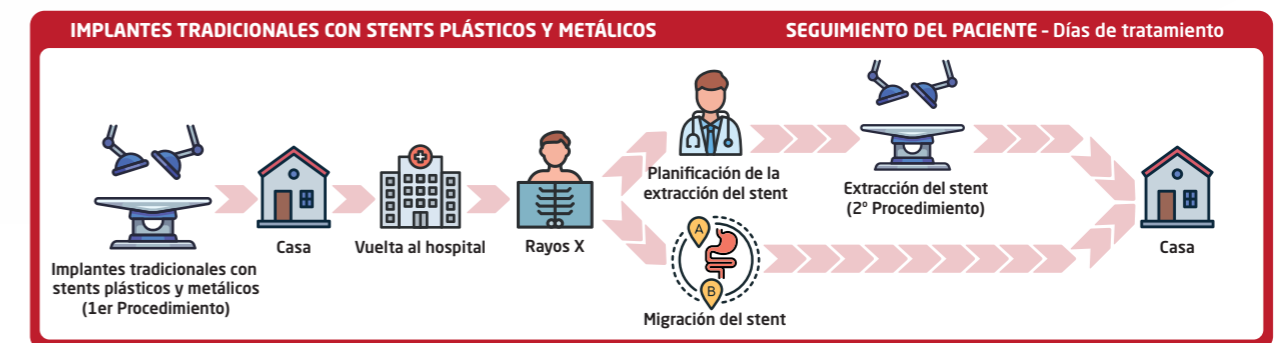 IMPLANTES TRADICIONALES CON STENTS PLÁSTICOS Y METÁLICOS
SEGUIMIENTO DEL PACIENTE – Días de tratamiento
Implantes tradicionales con
stents plásticos y metálicos
(1er Procedimiento)
Casa
Vuelta al hospital
Rayos X
Planificación de la
extracción del stent
Extracción del stent
(2º Procedimiento)
A
B
Migración del stent
Casa